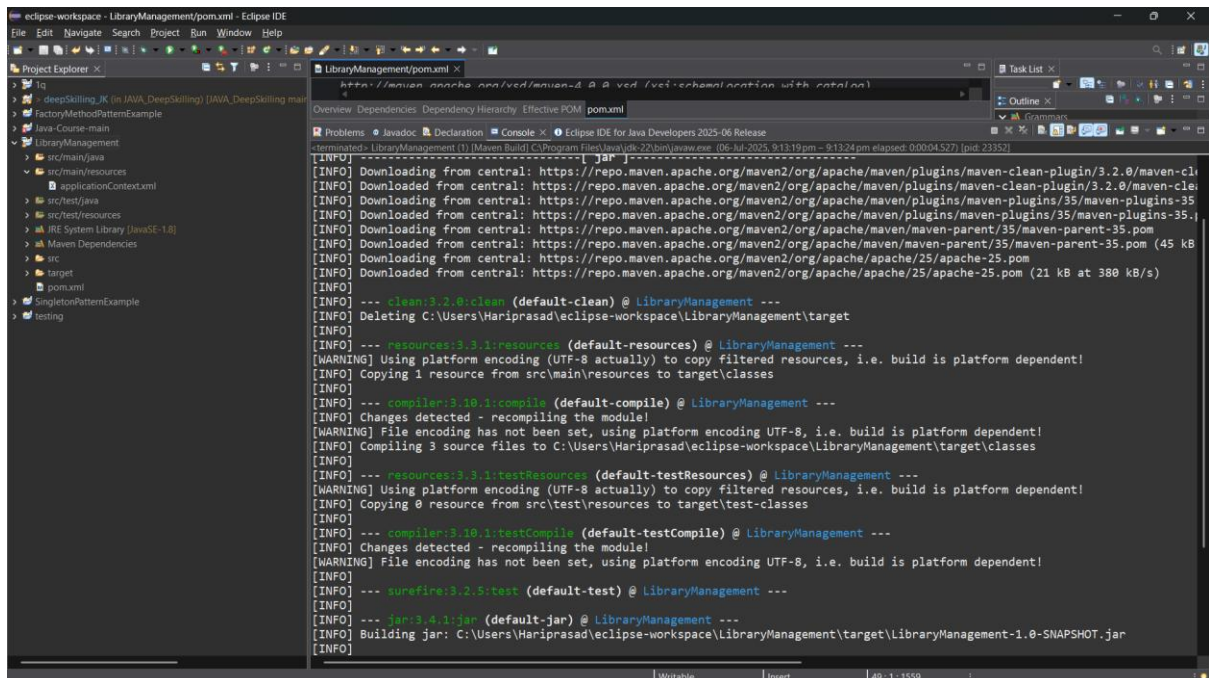 eclipse-workspace - LibraryManagement/pom.xml - Eclipse IDE
File Edit Navigate Search Project Run Window Help
Project Explorer
1q
> deepSkilling_JK (in JAVA_DeepSkilling) [JAVA_DeepSkilling main
FactoryMethodPatternExample
Java-Course-main
LibraryManagement
src/main/java
src/main/resources
applicationContext.xml
src/test/java
src/test/resources
JRE System Library [JavaSE-1.8]
Maven Dependencies
src
target
pom.xml
SingletonPatternExample
testing
LibraryManagement/pom.xml
http://maven.apache.org/xsd/maven-4.0.0.xsd (xsi:schemaLocation with catalog)
Overview Dependencies Dependency Hierarchy Effective POM pom.xml
Task List
Outline
Grammars
Problems Javadoc Declaration Console Eclipse IDE for Java Developers 2025-06 Release
<terminated> LibraryManagement (1) [Maven Build] C:\Program Files\Java\jdk-22\bin\javaw.exe (06-Jul-2025, 9:13:19 pm – 9:13:24 pm elapsed: 0:00:04.527) [pid: 23352]
[INFO] --------------------------------[ jar ]---------------------------------
[INFO] Downloading from central: https://repo.maven.apache.org/maven2/org/apache/maven/plugins/maven-clean-plugin/3.2.0/maven-cle
[INFO] Downloaded from central: https://repo.maven.apache.org/maven2/org/apache/maven/plugins/maven-clean-plugin/3.2.0/maven-clea
[INFO] Downloading from central: https://repo.maven.apache.org/maven2/org/apache/maven/plugins/maven-plugins/35/maven-plugins-35
[INFO] Downloaded from central: https://repo.maven.apache.org/maven2/org/apache/maven/plugins/maven-plugins/35/maven-plugins-35.p
[INFO] Downloading from central: https://repo.maven.apache.org/maven2/org/apache/maven/maven-parent/35/maven-parent-35.pom
[INFO] Downloaded from central: https://repo.maven.apache.org/maven2/org/apache/maven/maven-parent/35/maven-parent-35.pom (45 kB
[INFO] Downloading from central: https://repo.maven.apache.org/maven2/org/apache/apache/25/apache-25.pom
[INFO] Downloaded from central: https://repo.maven.apache.org/maven2/org/apache/apache/25/apache-25.pom (21 kB at 380 kB/s)
[INFO]
[INFO] --- clean:3.2.0:clean (default-clean) @ LibraryManagement ---
[INFO] Deleting C:\Users\Hariprasad\eclipse-workspace\LibraryManagement\target
[INFO]
[INFO] --- resources:3.3.1:resources (default-resources) @ LibraryManagement ---
[WARNING] Using platform encoding (UTF-8 actually) to copy filtered resources, i.e. build is platform dependent!
[INFO] Copying 1 resource from src\main\resources to target\classes
[INFO]
[INFO] --- compiler:3.10.1:compile (default-compile) @ LibraryManagement ---
[INFO] Changes detected - recompiling the module!
[WARNING] File encoding has not been set, using platform encoding UTF-8, i.e. build is platform dependent!
[INFO] Compiling 3 source files to C:\Users\Hariprasad\eclipse-workspace\LibraryManagement\target\classes
[INFO]
[INFO] --- resources:3.3.1:testResources (default-testResources) @ LibraryManagement ---
[WARNING] Using platform encoding (UTF-8 actually) to copy filtered resources, i.e. build is platform dependent!
[INFO] Copying 0 resource from src\test\resources to target\test-classes
[INFO]
[INFO] --- compiler:3.10.1:testCompile (default-testCompile) @ LibraryManagement ---
[INFO] Changes detected - recompiling the module!
[WARNING] File encoding has not been set, using platform encoding UTF-8, i.e. build is platform dependent!
[INFO]
[INFO] --- surefire:3.2.5:test (default-test) @ LibraryManagement ---
[INFO]
[INFO] --- jar:3.4.1:jar (default-jar) @ LibraryManagement ---
[INFO] Building jar: C:\Users\Hariprasad\eclipse-workspace\LibraryManagement\target\LibraryManagement-1.0-SNAPSHOT.jar
[INFO]
Writable Insert 49 : 1 : 1559